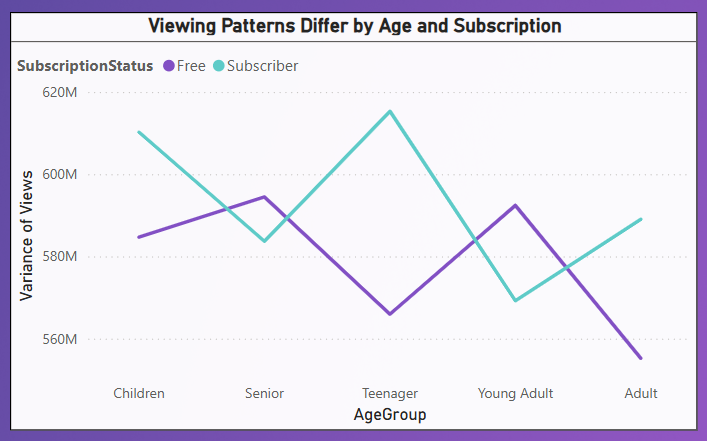 Viewing Patterns Differ by Age and Subscription
SubscriptionStatus Free Subscriber
620M
600M
580M
560M
Variance of Views
Children Senior Teenager Young Adult Adult
AgeGroup